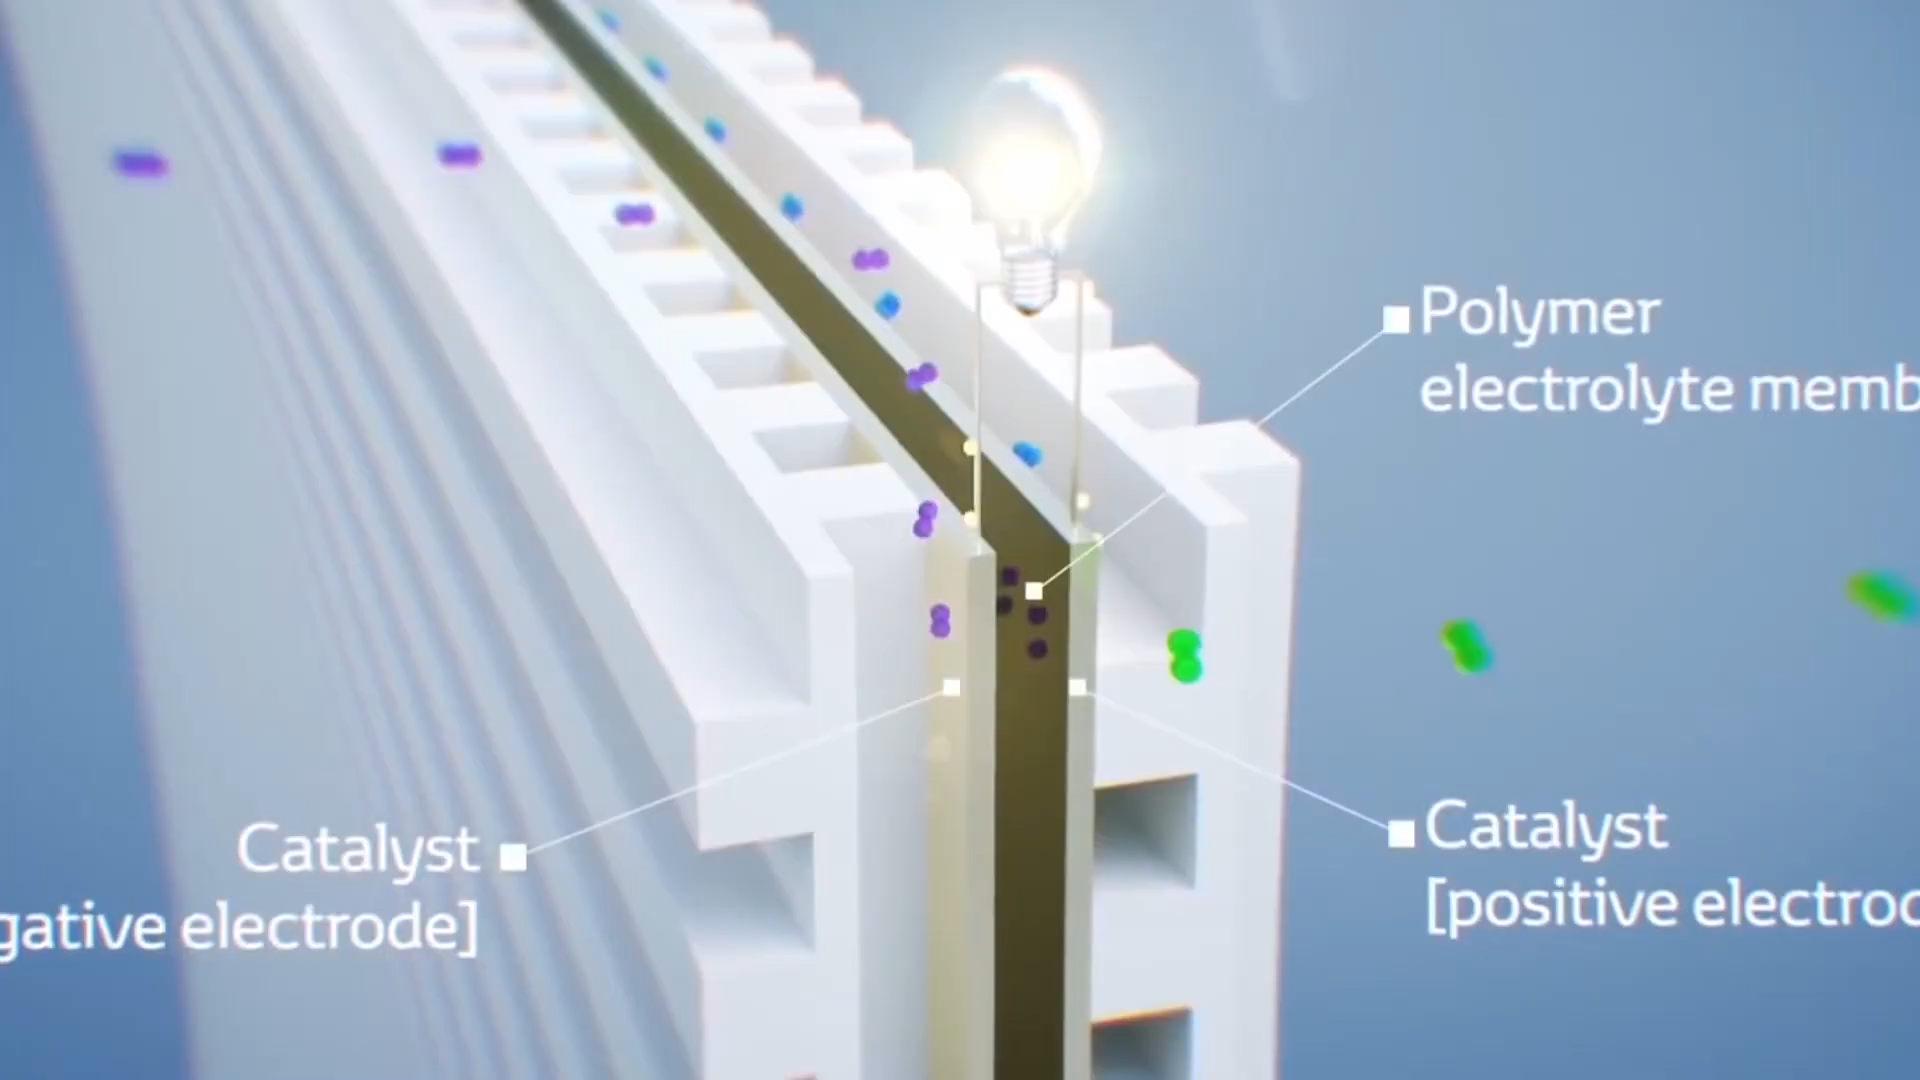 Polymer
electrolyte memb
Catalyst
gative electrode]
Catalyst
[positive electrod